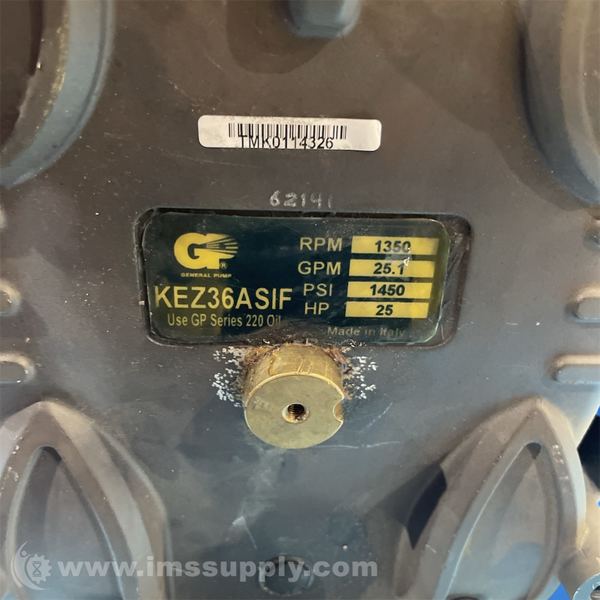 TMK0114326
62141
GP
GENERAL PUMP
RPM 1350
GPM 25.1
PSI 1450
HP 25
KEZ36ASIF
Use GP Series 220 Oil
Made in Italy
www.imssupply.com